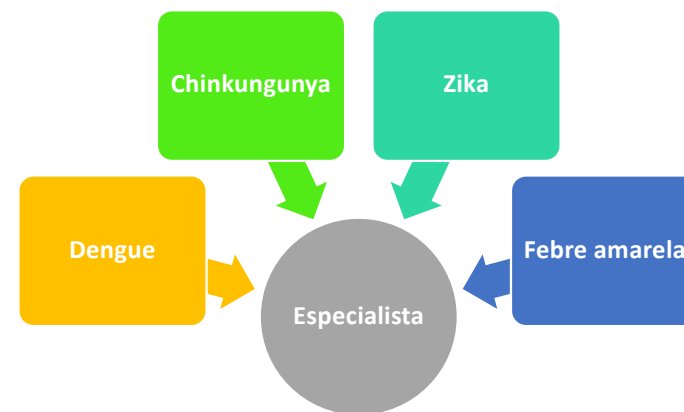 Chinkungunya
Zika
Dengue
Febre amarela
Especialista